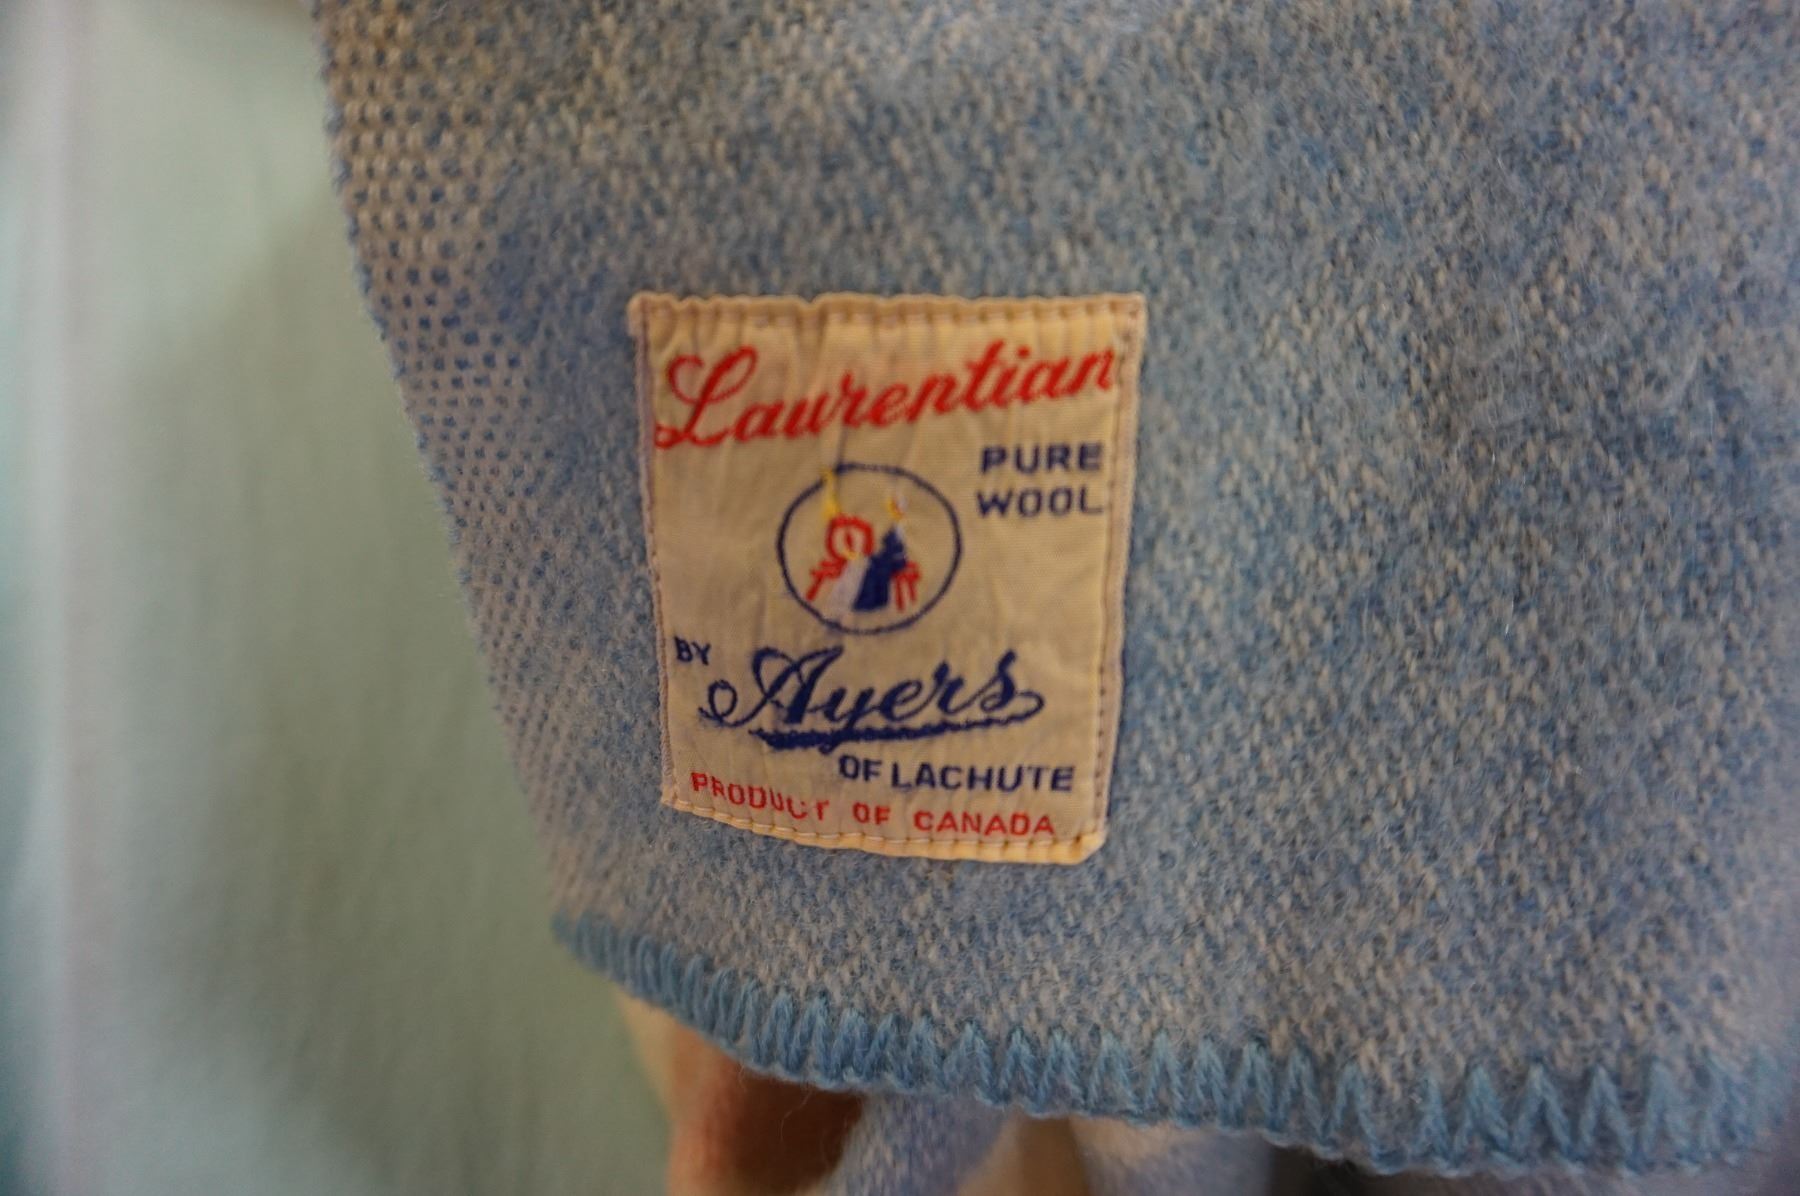 Laurentian
PURE
WOOL
BY Ayers
OF LACHUTE
PRODUCT OF CANADA